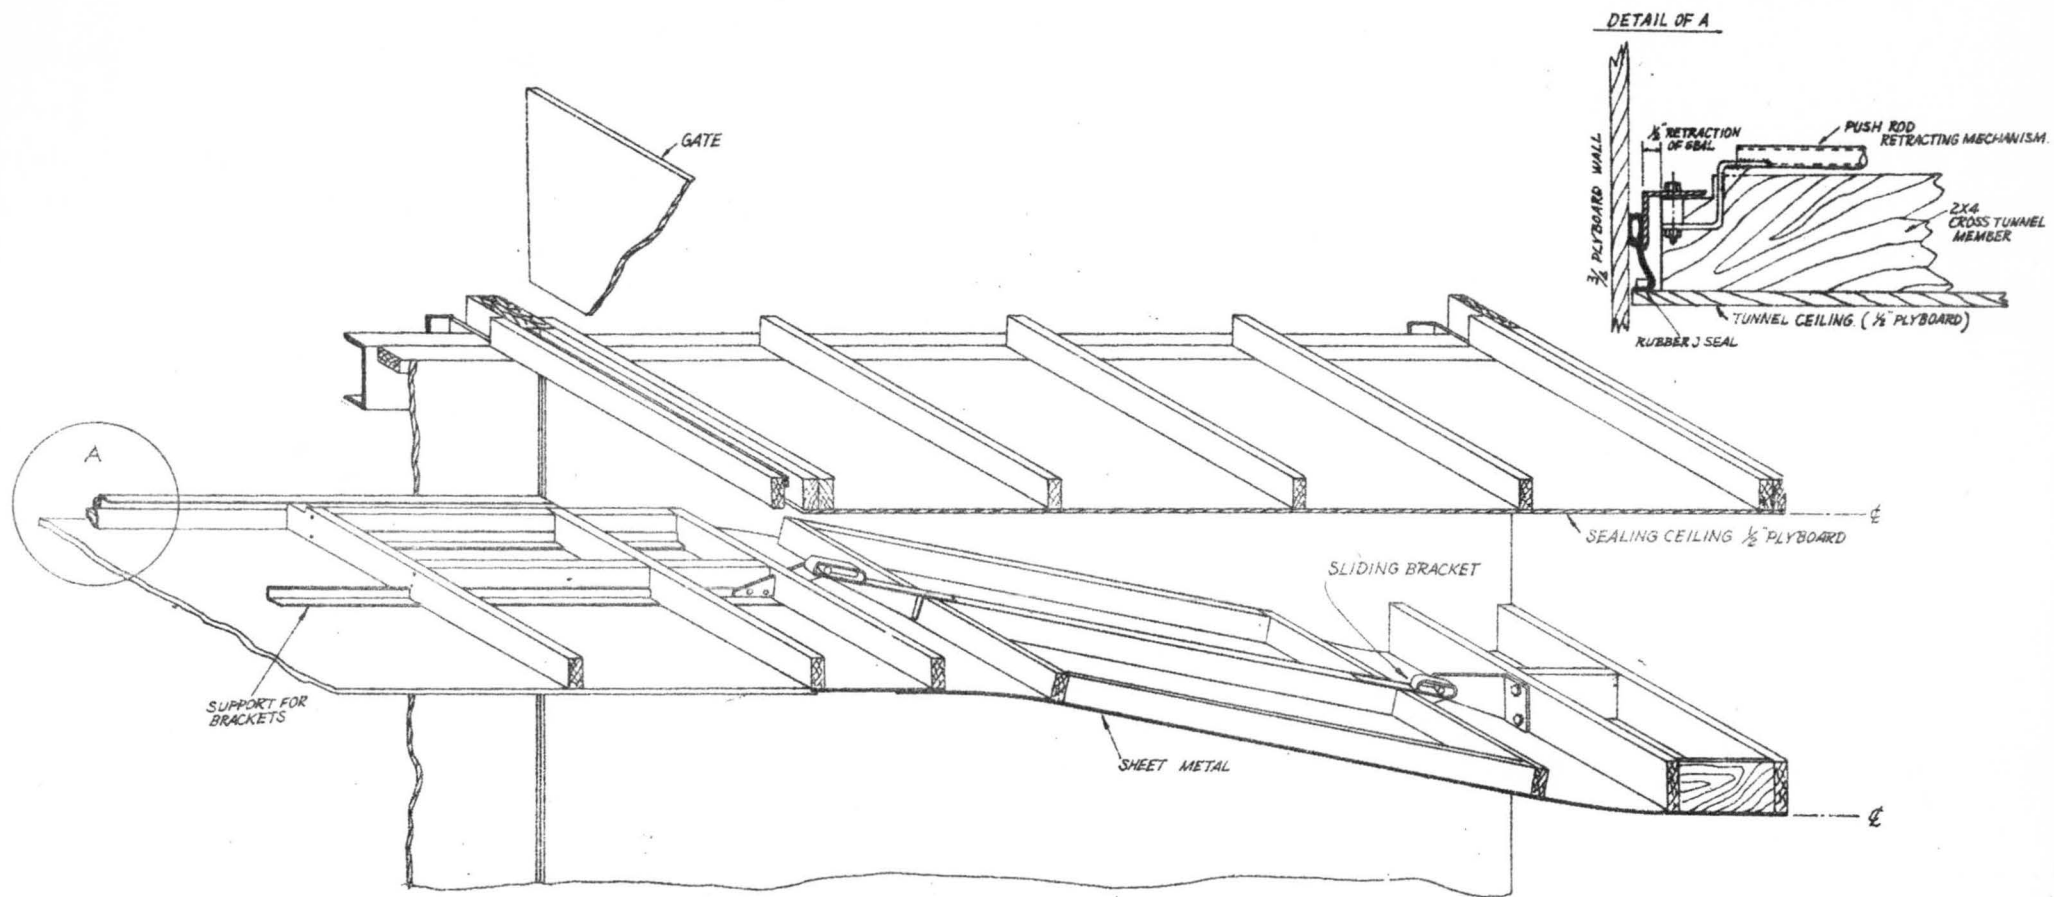 DETAIL OF A
GATE
½" RETRACTION
OF SEAL
PUSH ROD
RETRACTING MECHANISM.
¾ PLYBOARD WALL
2X4
CROSS TUNNEL
MEMBER
TUNNEL CEILING. (½" PLYBOARD)
RUBBER J SEAL
A
℄
SEALING CEILING ½" PLYBOARD
SLIDING BRACKET
SUPPORT FOR
BRACKETS
SHEET METAL
℄